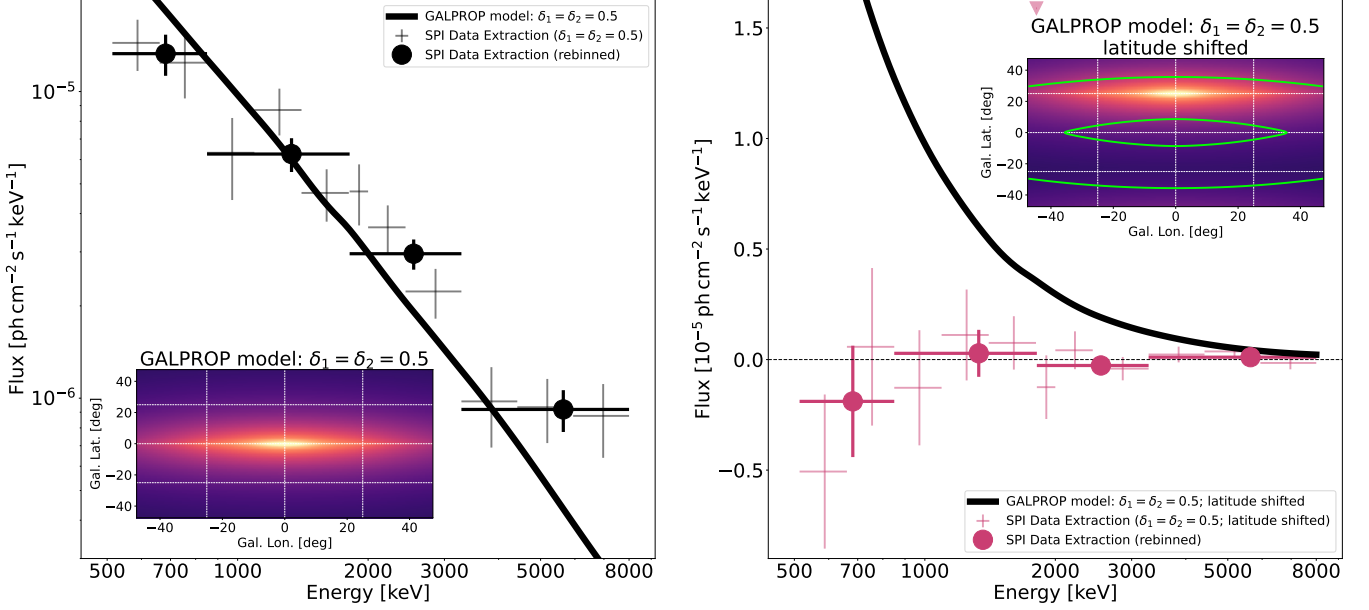 GALPROP model: δ₁ = δ₂ = 0.5
SPI Data Extraction (δ₁ = δ₂ = 0.5)
SPI Data Extraction (rebinned)
10⁻⁵
10⁻⁶
Flux [ph cm⁻² s⁻¹ keV⁻¹]
GALPROP model: δ₁ = δ₂ = 0.5
40
20
0
−20
−40
Gal. Lat. [deg]
−40 −20 0 20 40
Gal. Lon. [deg]
500 700 1000 2000 3000 5000 8000
Energy [keV]
1.5
1.0
0.5
0.0
−0.5
Flux [10⁻⁵ ph cm⁻² s⁻¹ keV⁻¹]
GALPROP model: δ₁ = δ₂ = 0.5
latitude shifted
40
20
0
−20
−40
Gal. Lat. [deg]
−40 −20 0 20 40
Gal. Lon. [deg]
GALPROP model: δ₁ = δ₂ = 0.5; latitude shifted
SPI Data Extraction (δ₁ = δ₂ = 0.5; latitude shifted)
SPI Data Extraction (rebinned)
500 700 1000 2000 3000 5000 8000
Energy [keV]